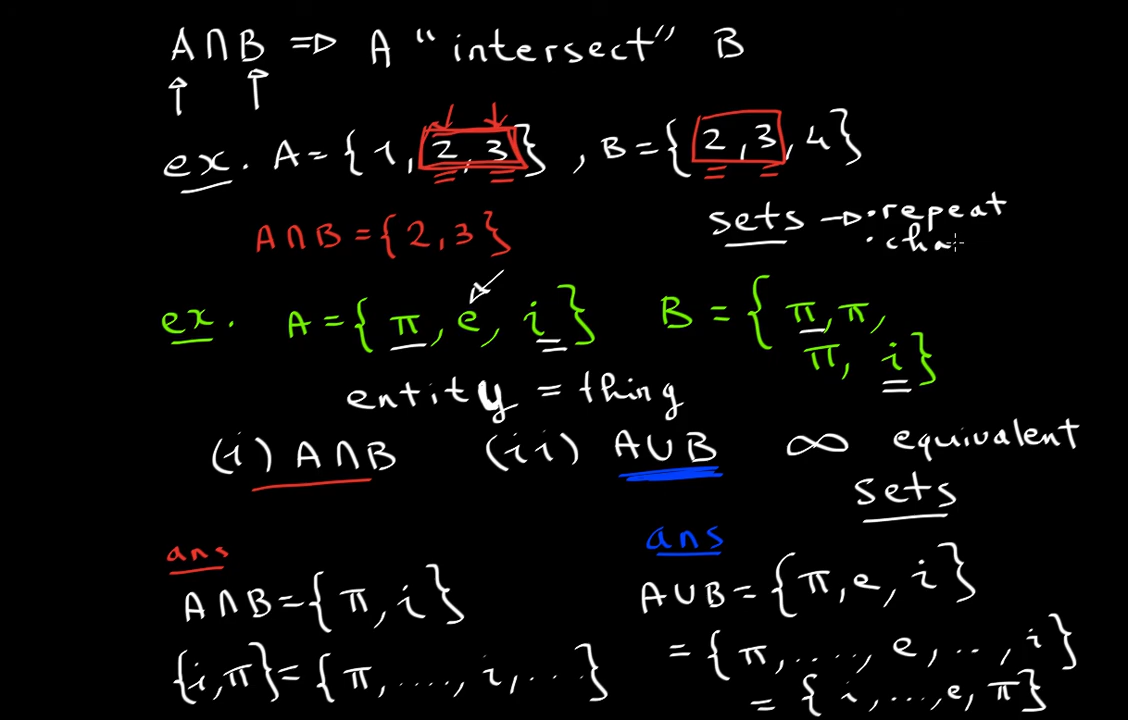 A∩B => A "intersect" B
ex. A={1,2,3}, B={2,3,4}
A∩B={2,3}
sets →•repeat
•cha
ex. A={π,e,i} B={π,π,
π,i}
entity = thing
(i) A∩B (ii) A∪B ∞ equivalent
sets
ans
ans
A∩B={π,i}
A∪B={π,e,i}
{i,π}={π,....,i,...}
={π,....,e,..,i}
={i,...,e,π}